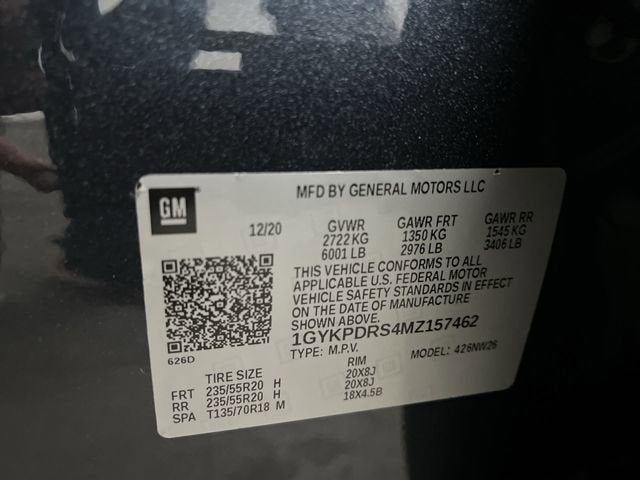 GM
MFD BY GENERAL MOTORS LLC
12/20 GVWR GAWR FRT GAWR RR
2722 KG 1350 KG 1545 KG
6001 LB 2976 LB 3406 LB
THIS VEHICLE CONFORMS TO ALL
APPLICABLE U.S. FEDERAL MOTOR
VEHICLE SAFETY STANDARDS IN EFFECT
ON THE DATE OF MANUFACTURE
SHOWN ABOVE.
1GYKPDRS4MZ157462
626D TYPE: M.P.V. MODEL: 426NW26
TIRE SIZE RIM
FRT 235/55R20 H 20X8J
RR 235/55R20 H 20X8J
SPA T135/70R18 M 18X4.5B